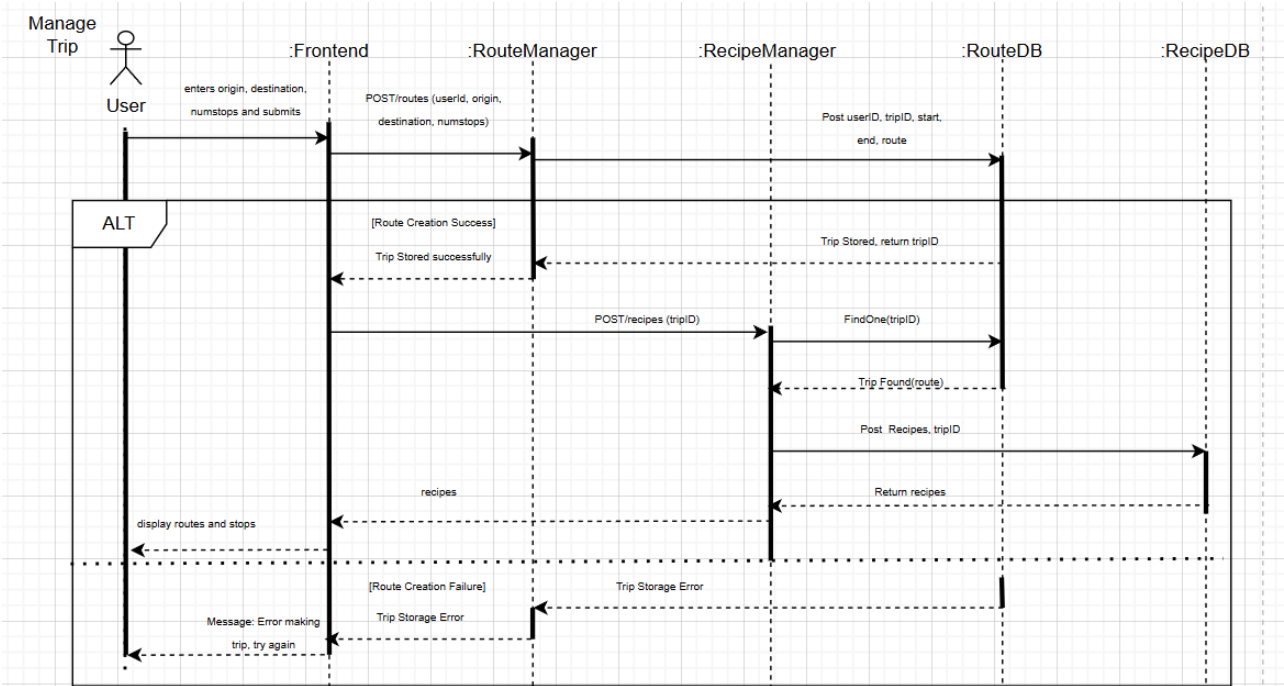 Manage
Trip
User
:Frontend
:RouteManager
:RecipeManager
:RouteDB
:RecipeDB
enters origin, destination,
numstops and submits
POST/routes (userId, origin,
destination, numstops)
Post userID, tripID, start,
end, route
ALT
[Route Creation Success]
Trip Stored, return tripID
Trip Stored successfully
POST/recipes (tripID)
FindOne(tripID)
Trip Found(route)
Post  Recipes, tripID
Return recipes
recipes
display routes and stops
[Route Creation Failure]
Trip Storage Error
Trip Storage Error
Message: Error making
trip, try again